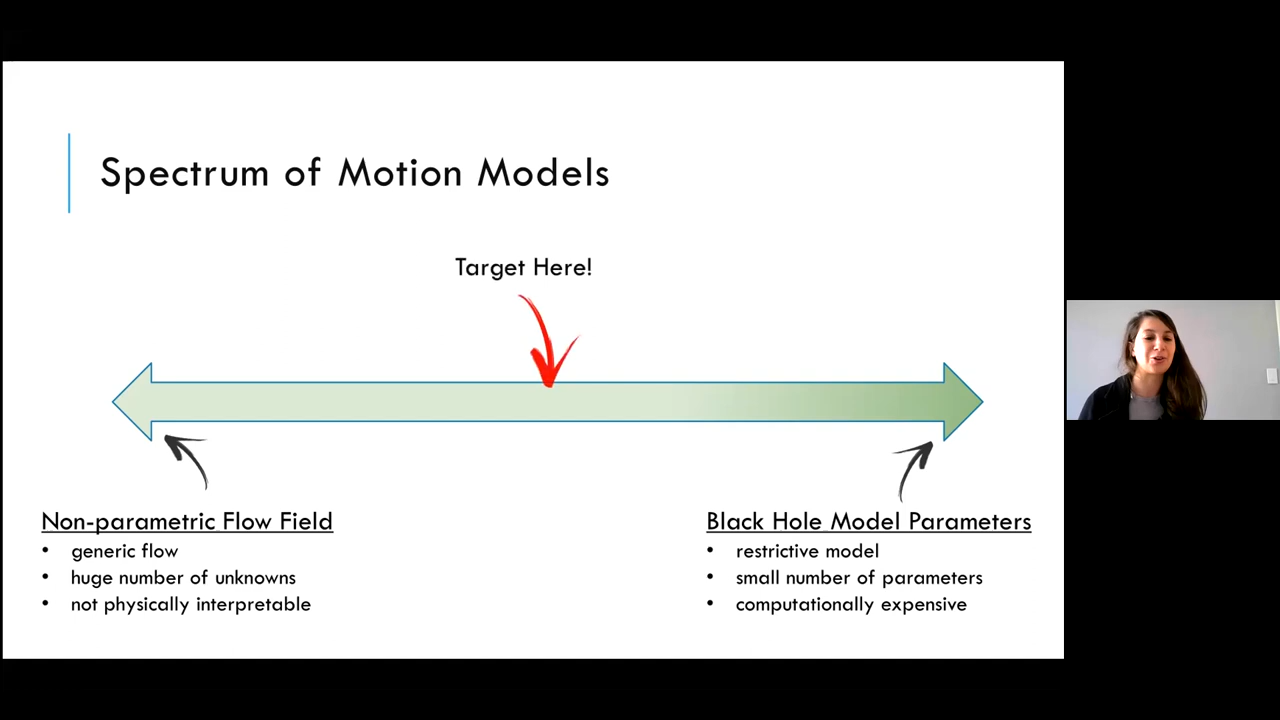 Spectrum of Motion Models
Target Here!
Non-parametric Flow Field
• generic flow
• huge number of unknowns
• not physically interpretable
Black Hole Model Parameters
• restrictive model
• small number of parameters
• computationally expensive